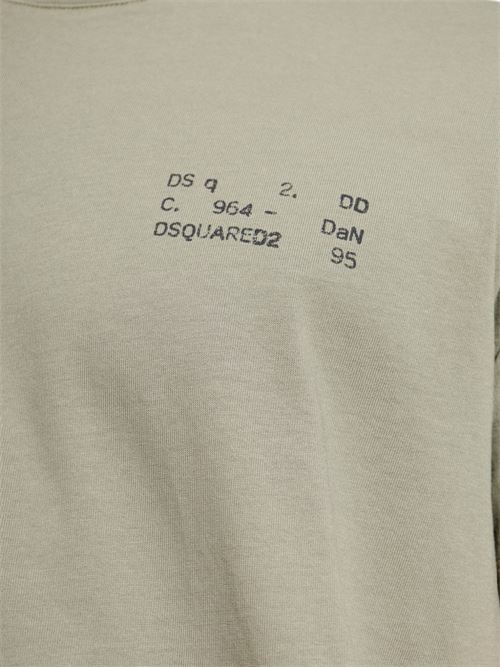 DS q 2. DD
C. 964 - DaN
DSQUARED2 95